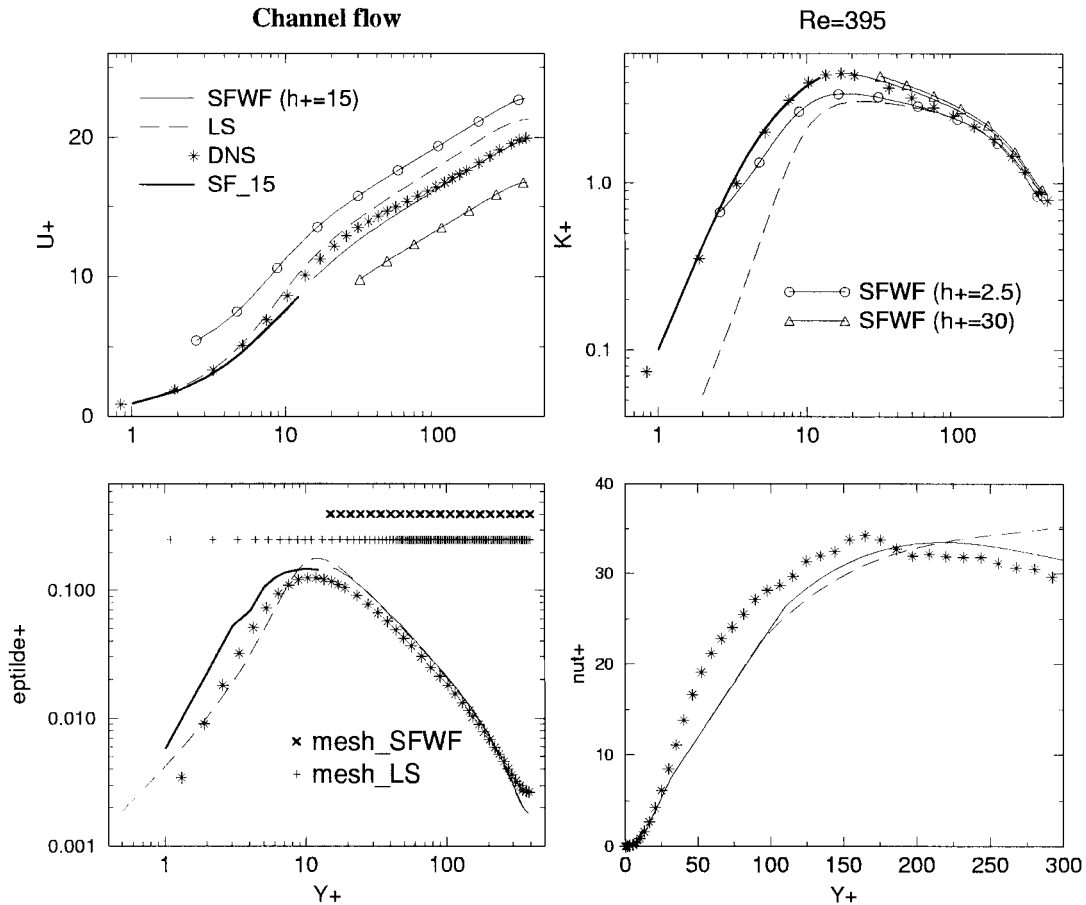 Channel flow
Re=395
20
10
0
U+
SFWF (h+=15)
LS
DNS
SF_15
1
10
100
1.0
0.1
K+
SFWF (h+=2.5)
SFWF (h+=30)
1
10
100
0.100
0.010
0.001
eptilde+
mesh_SFWF
mesh_LS
1
10
100
Y+
40
30
20
10
0
nut+
0
50
100
150
200
250
300
Y+